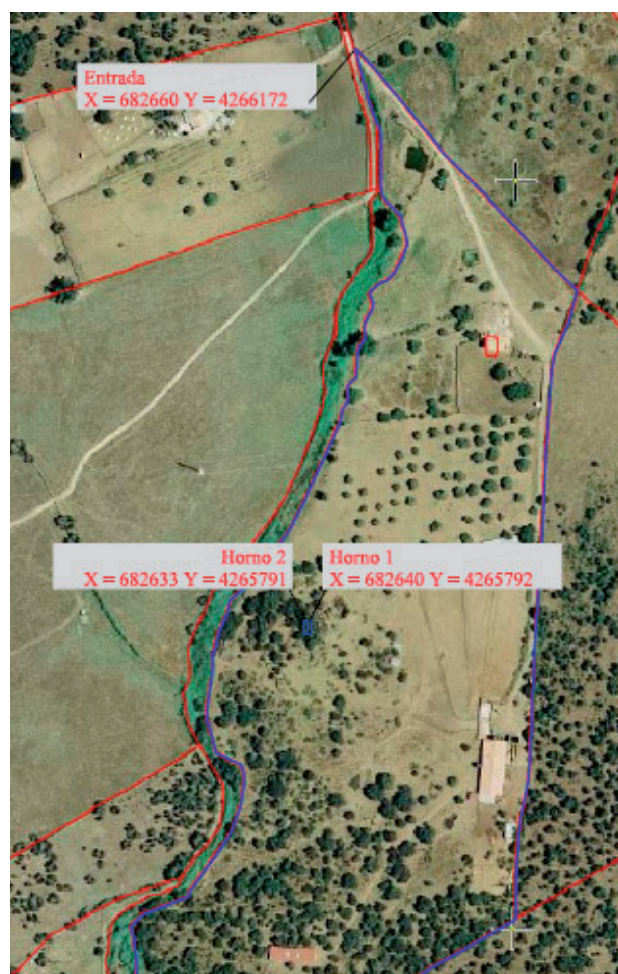 Entrada
X = 682660 Y = 4266172
Horno 2
X = 682633 Y = 4265791
Horno 1
X = 682640 Y = 4265792